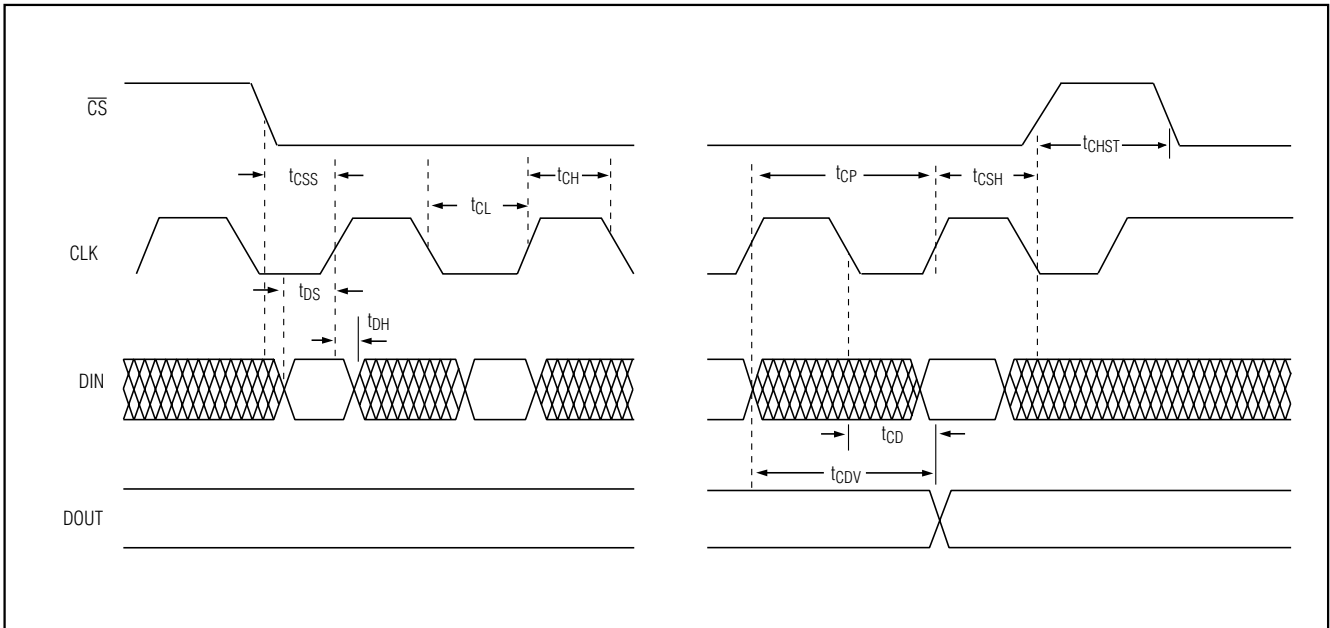 CS
tCHST
tCSS
tCH
tCP
tCSH
tCL
CLK
tDS
tDH
DIN
tCD
tCDV
DOUT